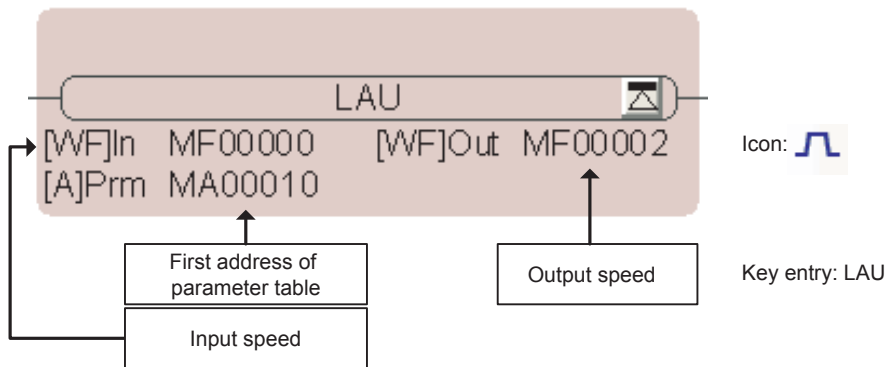 LAU
[WF]In MF00000 [WF]Out MF00002
[A]Prm MA00010
Icon:
First address of
parameter table
Output speed
Key entry: LAU
Input speed